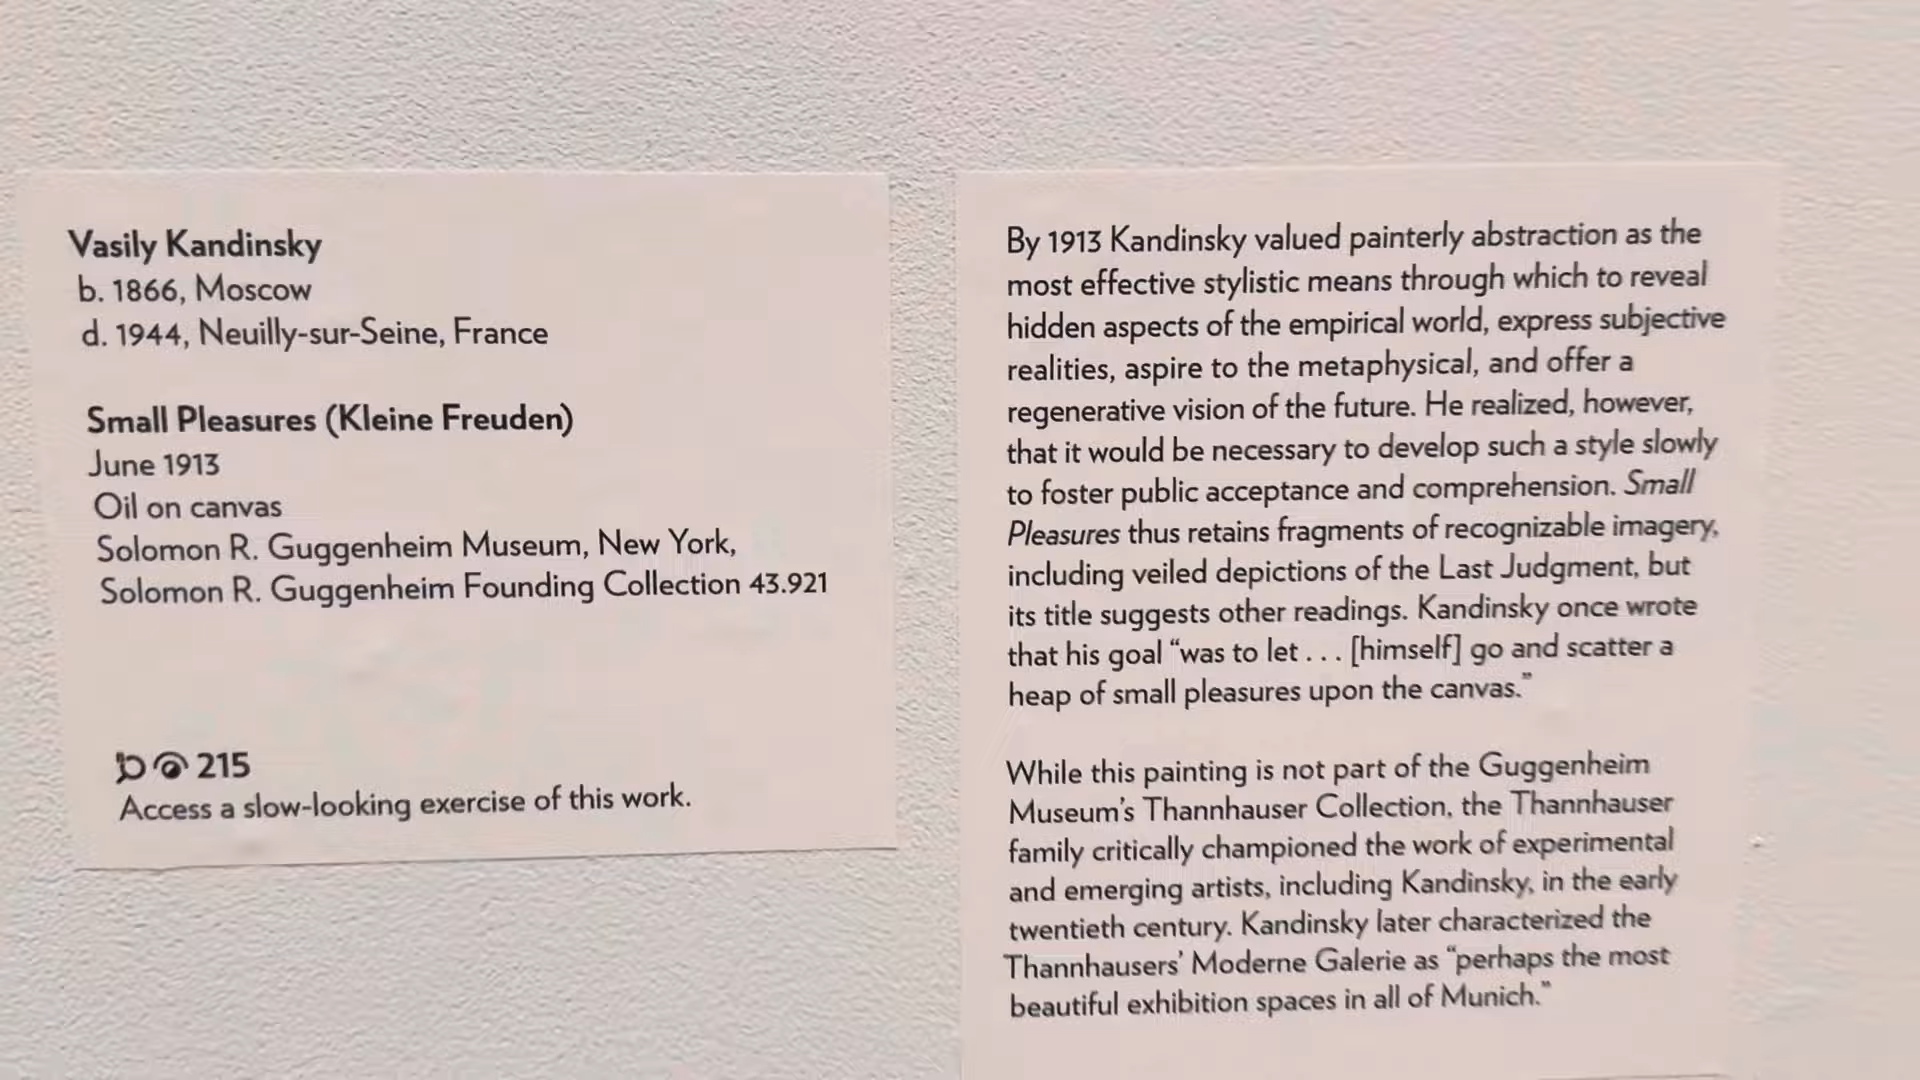 Vasily Kandinsky
b. 1866, Moscow
d. 1944, Neuilly-sur-Seine, France
Small Pleasures (Kleine Freuden)
June 1913
Oil on canvas
Solomon R. Guggenheim Museum, New York,
Solomon R. Guggenheim Founding Collection 43.921
215
Access a slow-looking exercise of this work.
By 1913 Kandinsky valued painterly abstraction as the
most effective stylistic means through which to reveal
hidden aspects of the empirical world, express subjective
realities, aspire to the metaphysical, and offer a
regenerative vision of the future. He realized, however,
that it would be necessary to develop such a style slowly
to foster public acceptance and comprehension. Small
Pleasures thus retains fragments of recognizable imagery,
including veiled depictions of the Last Judgment, but
its title suggests other readings. Kandinsky once wrote
that his goal “was to let . . . [himself] go and scatter a
heap of small pleasures upon the canvas.”
While this painting is not part of the Guggenheim
Museum’s Thannhauser Collection, the Thannhauser
family critically championed the work of experimental
and emerging artists, including Kandinsky, in the early
twentieth century. Kandinsky later characterized the
Thannhausers’ Moderne Galerie as “perhaps the most
beautiful exhibition spaces in all of Munich.”